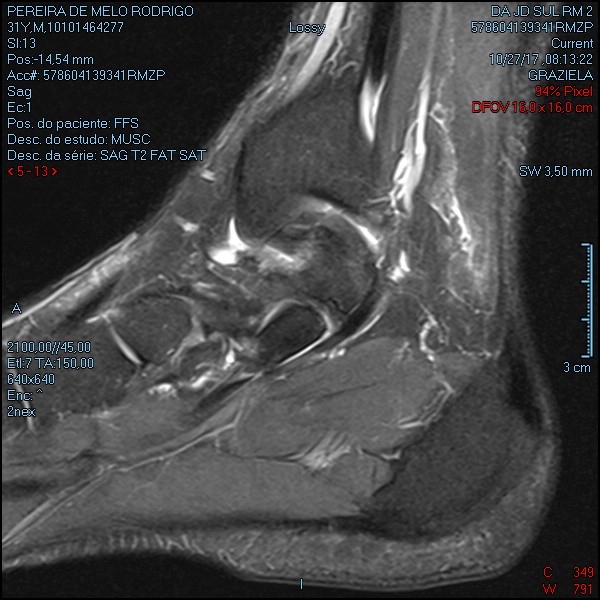 PEREIRA DE MELO RODRIGO
31Y,M,10101464277
Sl:13
Pos:-14,54 mm
Acc#: 578604139341RMZP
Sag
Ec:1
Pos. do paciente: FFS
Desc. do estudo: MUSC
Desc. da série: SAG T2 FAT SAT
< 5 - 13 >
Lossy
DA JD SUL RM 2
578604139341RMZP
Current
10/27/17 ,08:13:22
GRAZIELA
94% Pixel
DFOV 16,0 x 16,0 cm
SW 3,50 mm
A
2100.00//45,00
Etl:7 TA:150.00
640x640
Enc: ^
2nex
3 cm
C 349
W 791